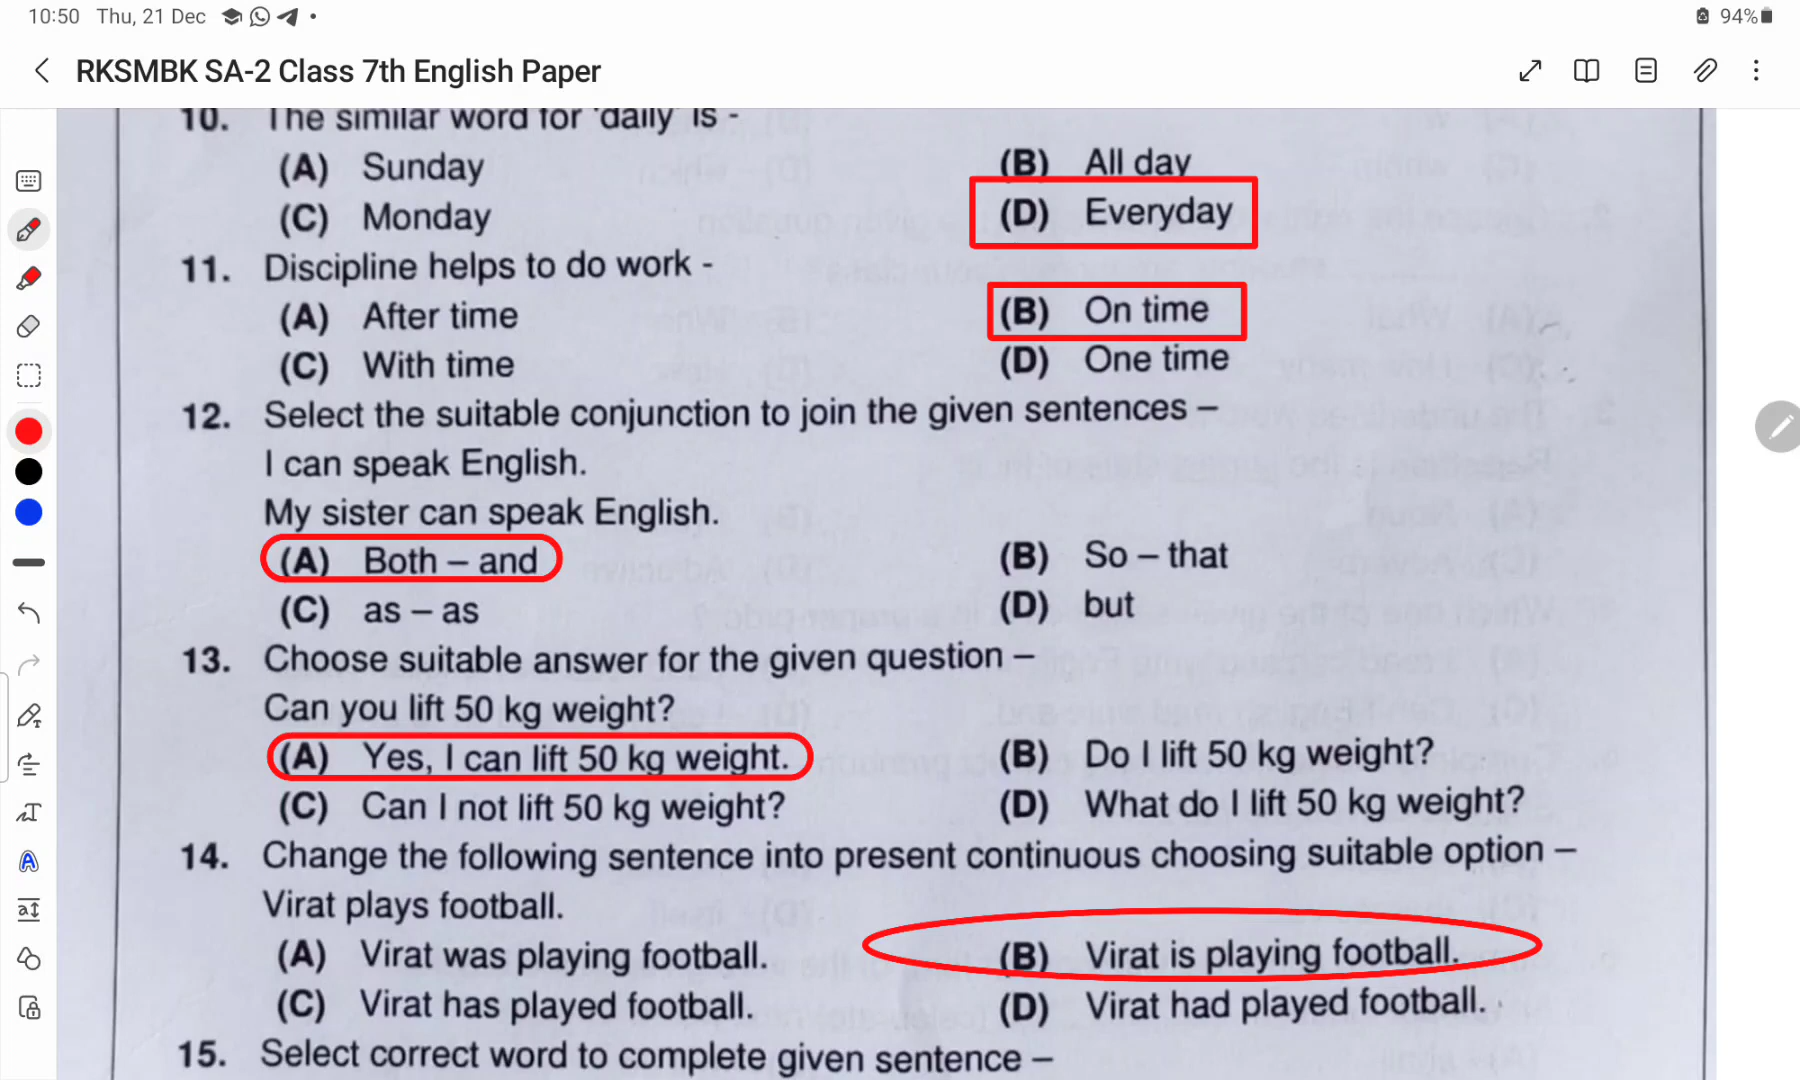 10:50 Thu, 21 Dec
94%
RKSMBK SA-2 Class 7th English Paper
10. The similar word for 'daily' is -
(A) Sunday (B) All day
(C) Monday (D) Everyday
11. Discipline helps to do work -
(A) After time (B) On time
(C) With time (D) One time
12. Select the suitable conjunction to join the given sentences –
I can speak English.
My sister can speak English.
(A) Both – and (B) So – that
(C) as – as (D) but
13. Choose suitable answer for the given question –
Can you lift 50 kg weight?
(A) Yes, I can lift 50 kg weight. (B) Do I lift 50 kg weight?
(C) Can I not lift 50 kg weight? (D) What do I lift 50 kg weight?
14. Change the following sentence into present continuous choosing suitable option –
Virat plays football.
(A) Virat was playing football. (B) Virat is playing football.
(C) Virat has played football. (D) Virat had played football.
15. Select correct word to complete given sentence –